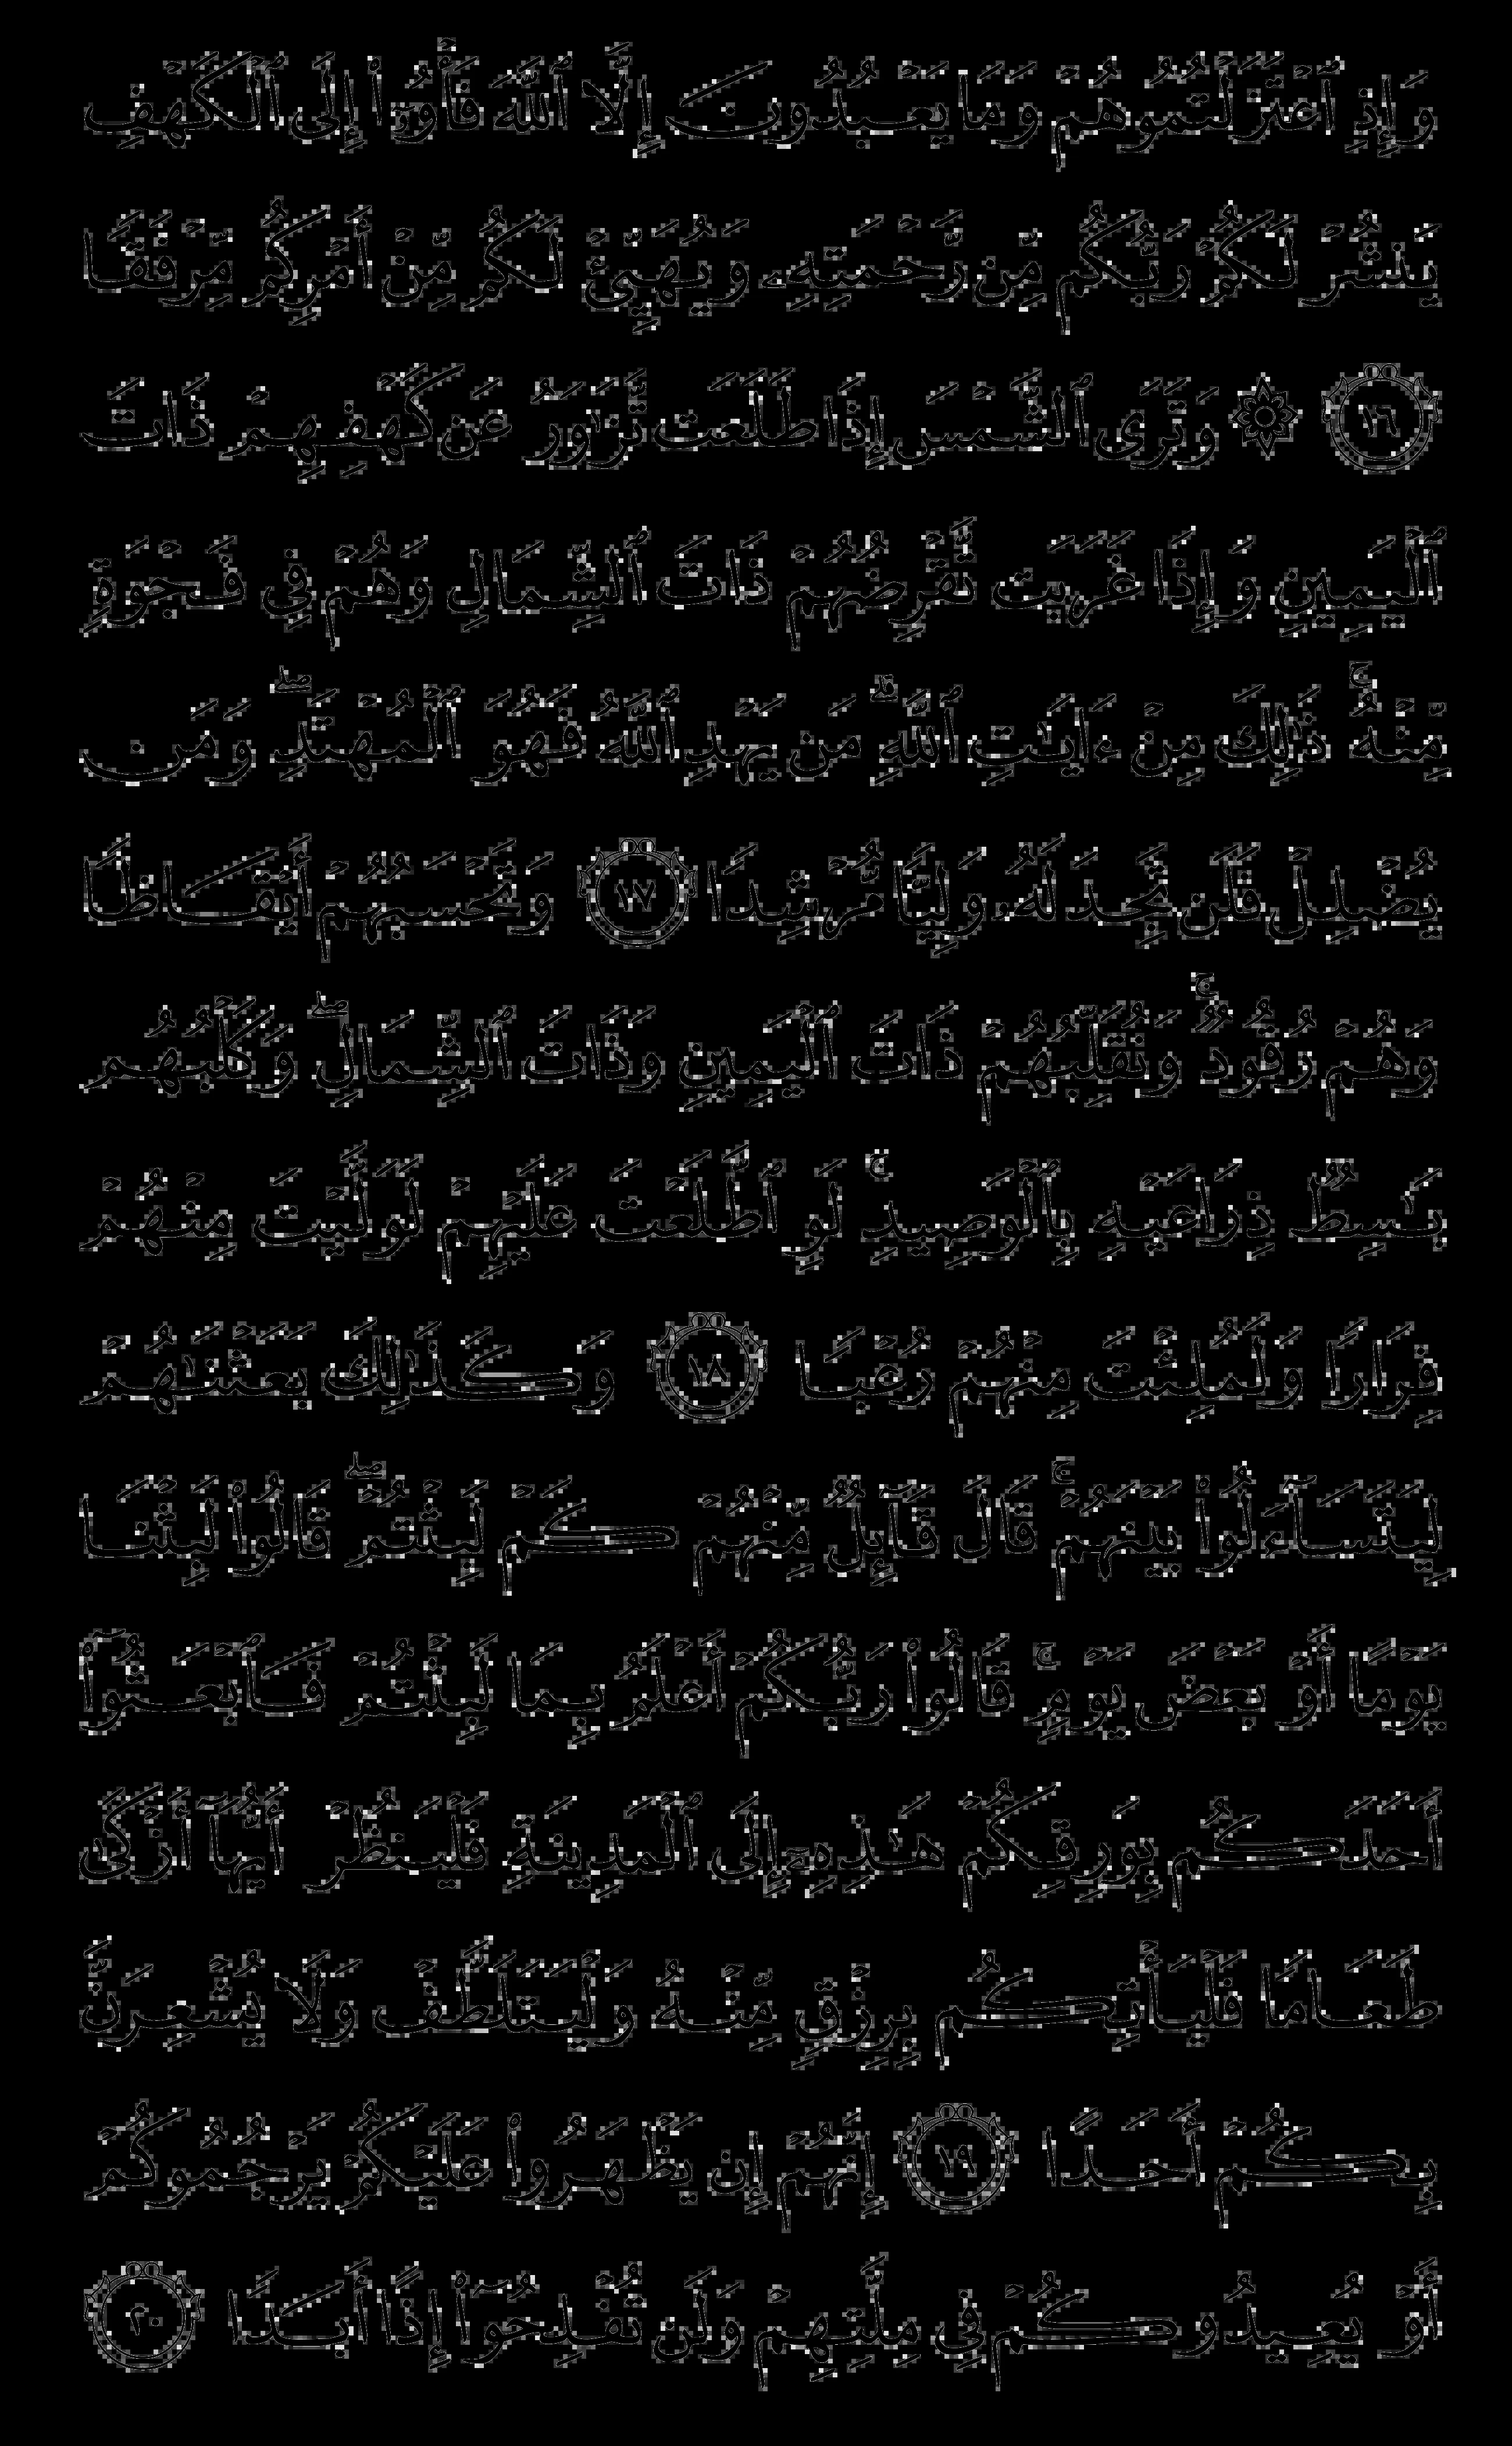 وَإِذِ ٱعْتَزَلْتُمُوهُمْ وَمَا يَعْبُدُونَ إِلَّا ٱللَّهَ فَأْوُۥٓا۟ إِلَى ٱلْكَهْفِ
يَنشُرْ لَكُمْ رَبُّكُم مِّن رَّحْمَتِهِۦ وَيُهَيِّئْ لَكُم مِّنْ أَمْرِكُم مِّرْفَقًا
١٦ ۞ وَتَرَى ٱلشَّمْسَ إِذَا طَلَعَت تَّزَٰوَرُ عَن كَهْفِهِمْ ذَاتَ
ٱلْيَمِينِ وَإِذَا غَرَبَت تَّقْرِضُهُمْ ذَاتَ ٱلشِّمَالِ وَهُمْ فِى فَجْوَةٍ
مِّنْهُ ۚ ذَٰلِكَ مِنْ ءَايَـٰتِ ٱللَّهِ ۗ مَن يَهْدِ ٱللَّهُ فَهُوَ ٱلْمُهْتَدِ ۖ وَمَن
يُضْلِلْ فَلَن تَجِدَ لَهُۥ وَلِيًّا مُّرْشِدًا ١٧ وَتَحْسَبُهُمْ أَيْقَاظًا
وَهُمْ رُقُودٌ ۚ وَنُقَلِّبُهُمْ ذَاتَ ٱلْيَمِينِ وَذَاتَ ٱلشِّمَالِ ۖ وَكَلْبُهُم
بَـٰسِطٌ ذِرَاعَيْهِ بِٱلْوَصِيدِ ۚ لَوِ ٱطَّلَعْتَ عَلَيْهِمْ لَوَلَّيْتَ مِنْهُمْ
فِرَارًا وَلَمُلِئْتَ مِنْهُمْ رُعْبًا ١٨ وَكَذَٰلِكَ بَعَثْنَـٰهُمْ
لِيَتَسَآءَلُوا۟ بَيْنَهُمْ ۚ قَالَ قَآئِلٌ مِّنْهُمْ كَمْ لَبِثْتُمْ ۖ قَالُوا۟ لَبِثْنَا
يَوْمًا أَوْ بَعْضَ يَوْمٍ ۚ قَالُوا۟ رَبُّكُمْ أَعْلَمُ بِمَا لَبِثْتُمْ فَٱبْعَثُوٓا۟
أَحَدَكُم بِوَرِقِكُمْ هَـٰذِهِۦٓ إِلَى ٱلْمَدِينَةِ فَلْيَنظُرْ أَيُّهَآ أَزْكَىٰ
طَعَامًا فَلْيَأْتِكُم بِرِزْقٍ مِّنْهُ وَلْيَتَلَطَّفْ وَلَا يُشْعِرَنَّ
بِكُمْ أَحَدًا ١٩ إِنَّهُمْ إِن يَظْهَرُوا۟ عَلَيْكُمْ يَرْجُمُوكُمْ
أَوْ يُعِيدُوكُمْ فِى مِلَّتِهِمْ وَلَن تُفْلِحُوٓا۟ إِذًا أَبَدًا ٢٠